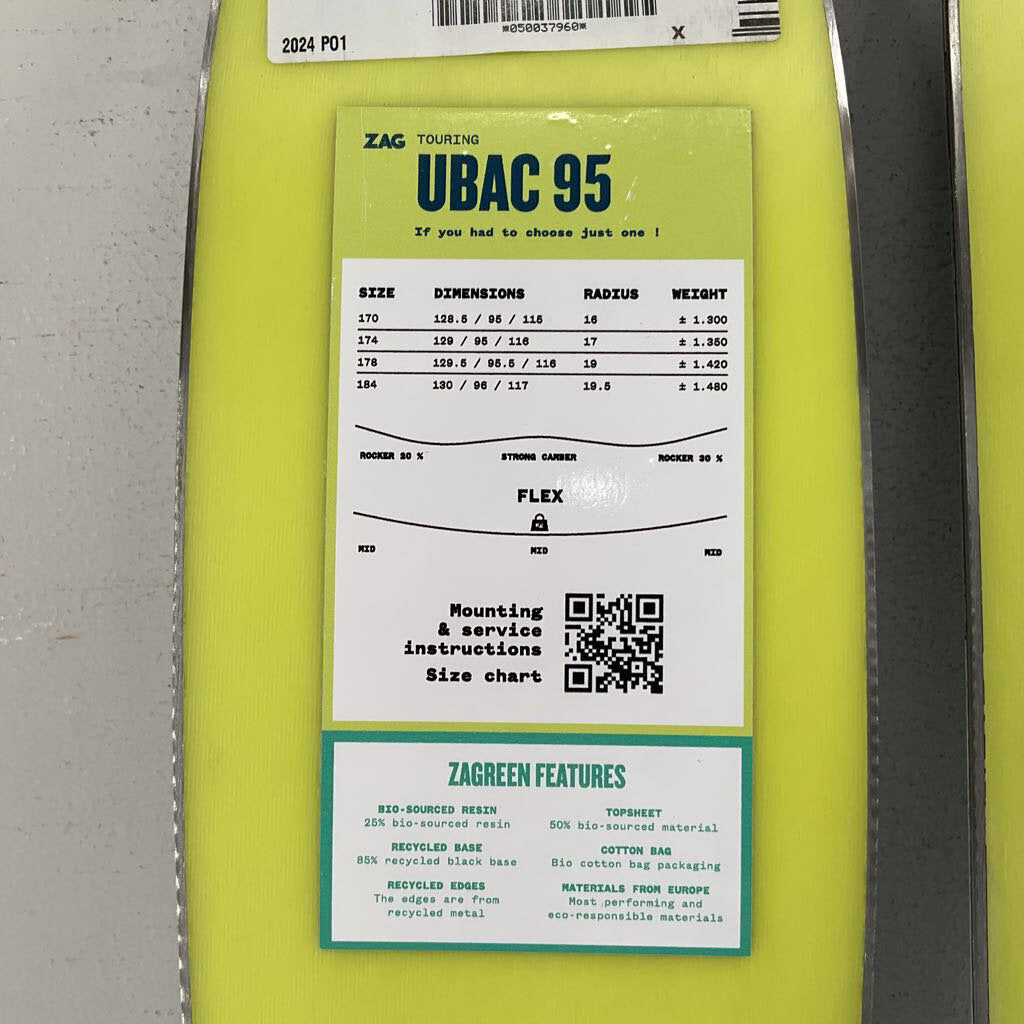 *050037960*
2024 P01
X
ZAG TOURING
UBAC 95
If you had to choose just one !
SIZE DIMENSIONS RADIUS WEIGHT
170 128.5 / 95 / 115 16 ± 1.300
174 129 / 95 / 116 17 ± 1.350
178 129.5 / 95.5 / 116 19 ± 1.420
184 130 / 96 / 117 19.5 ± 1.480
ROCKER 20 % STRONG CAMBER ROCKER 30 %
FLEX
KG
MID MID MID
Mounting
& service
instructions
Size chart
ZAGREEN FEATURES
BIO-SOURCED RESIN
25% bio-sourced resin
TOPSHEET
50% bio-sourced material
RECYCLED BASE
85% recycled black base
COTTON BAG
Bio cotton bag packaging
RECYCLED EDGES
The edges are from
recycled metal
MATERIALS FROM EUROPE
Most performing and
eco-responsible materials